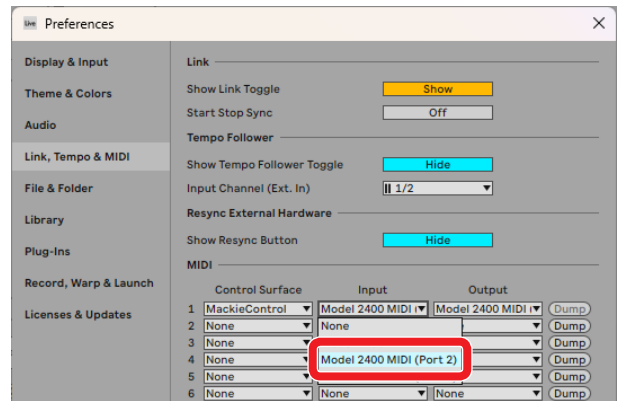 Live Preferences
Display & Input
Theme & Colors
Audio
Link, Tempo & MIDI
File & Folder
Library
Plug-Ins
Record, Warp & Launch
Licenses & Updates
Link
Show Link Toggle Show
Start Stop Sync Off
Tempo Follower
Show Tempo Follower Toggle Hide
Input Channel (Ext. In) 1/2
Resync External Hardware
Show Resync Button Hide
MIDI
Control Surface Input Output
1 MackieControl Model 2400 MIDI Model 2400 MIDI Dump
2 None None Dump
3 None Dump
4 None Model 2400 MIDI (Port 2) Dump
5 None Dump
6 None None None Dump